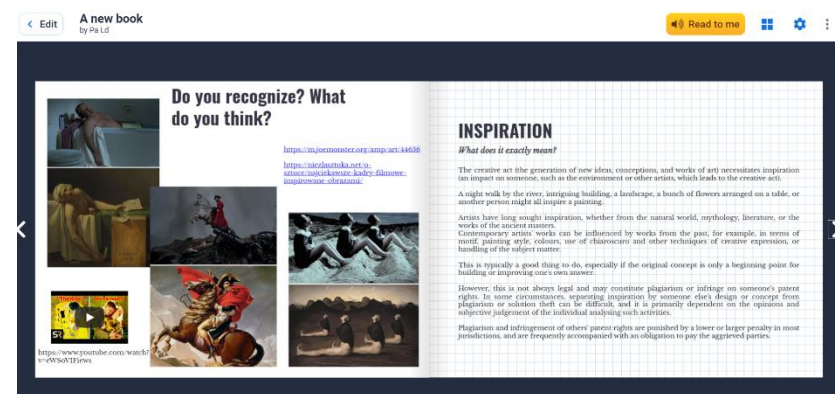 Edit
A new book
by Pa Ld
Read to me
Do you recognize? What
do you think?
https://m.joemonster.org/amp/art/44656
https://niezlasztuka.net/o-
sztuce/najciekawsze-kadry-filmowe-
inspirowane-obrazami/
https://www.youtube.com/watch?
v=eWSoVIFiews
INSPIRATION
What does it exactly mean?
The creative act (the generation of new ideas, conceptions, and works of art) necessitates inspiration
(an impact on someone, such as the environment or other artists, which leads to the creative act).
A night walk by the river, intriguing building, a landscape, a bunch of flowers arranged on a table, or
another person might all inspire a painting.
Artists have long sought inspiration, whether from the natural world, mythology, literature, or the
works of the ancient masters.
Contemporary artists' works can be influenced by works from the past, for example, in terms of
motif, painting style, colours, use of chiaroscuro and other techniques of creative expression, or
handling of the subject matter.
This is typically a good thing to do, especially if the original concept is only a beginning point for
building or improving one's own answer.
However, this is not always legal and may constitute plagiarism or infringe on someone's patent
rights. In some circumstances, separating inspiration by someone else's design or concept from
plagiarism or solution theft can be difficult, and it is primarily dependent on the opinions and
subjective judgement of the individual analysing such activities.
Plagiarism and infringement of others' patent rights are punished by a lower or larger penalty in most
jurisdictions, and are frequently accompanied with an obligation to pay the aggrieved parties.